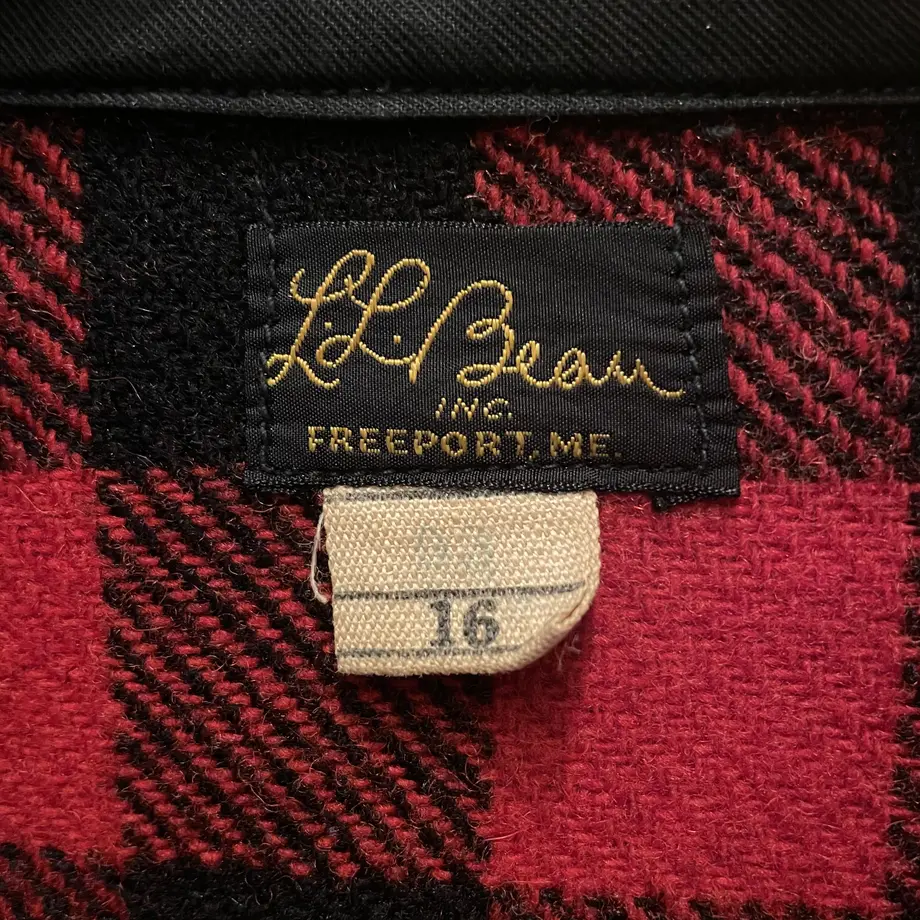 L.L.Bean
INC.
FREEPORT, ME.
16